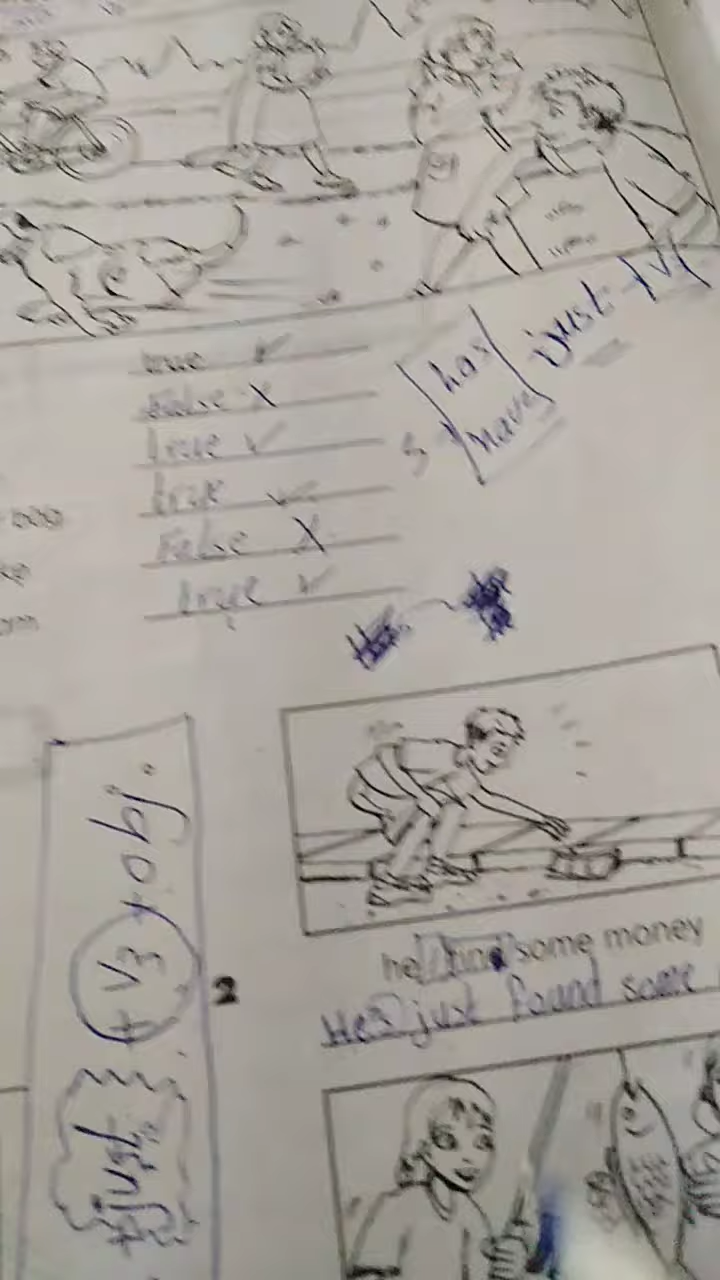 true ✓
False X
true ✓
true ✓
False X
true ✓
bag
has
have
just + V
just + V3 + obj.
2
he / find some money
He's just found some